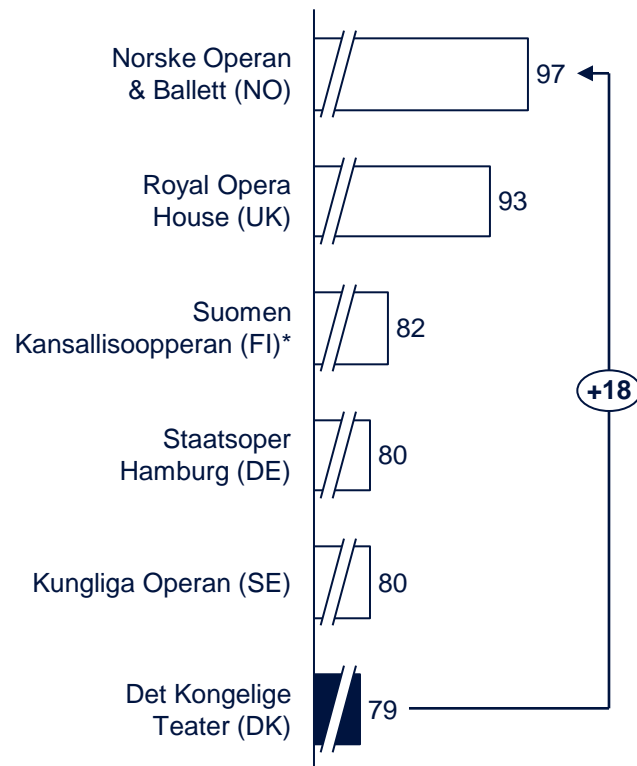 Norske Operan
& Ballett (NO)
97
Royal Opera
House (UK)
93
Suomen
Kansallisoopperan (FI)*
82
+18
Staatsoper
Hamburg (DE)
80
Kungliga Operan (SE)
80
Det Kongelige
Teater (DK)
79